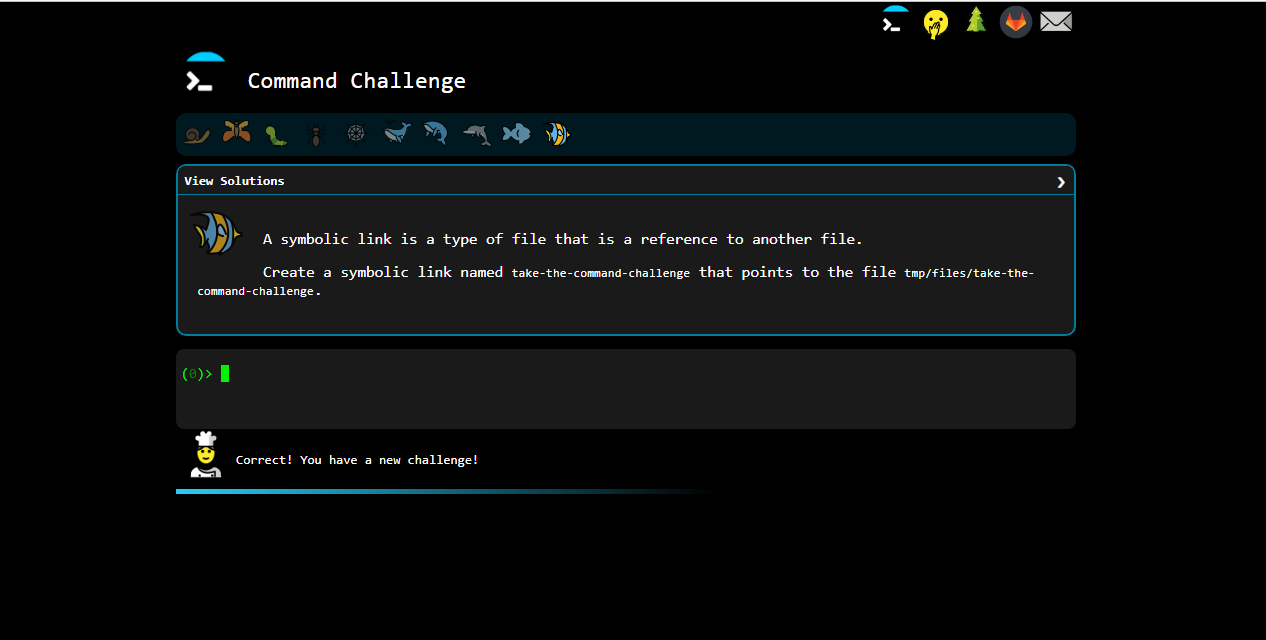 Command Challenge
View Solutions
A symbolic link is a type of file that is a reference to another file.
Create a symbolic link named take-the-command-challenge that points to the file tmp/files/take-the-
command-challenge.
(0)>
Correct! You have a new challenge!